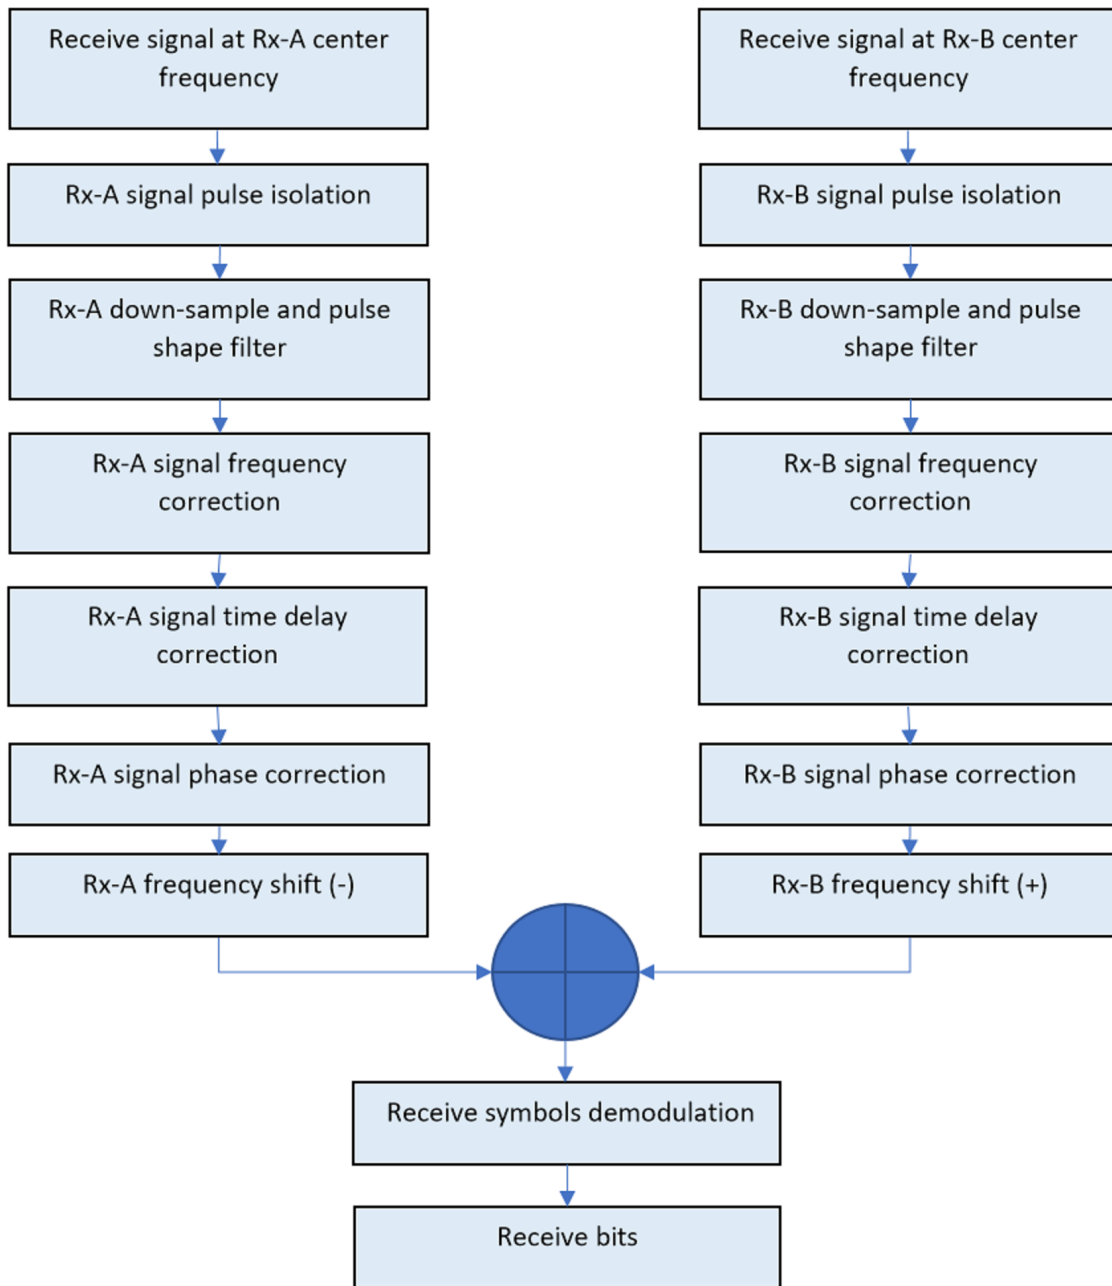 Receive signal at Rx-A center
frequency
Rx-A signal pulse isolation
Rx-A down-sample and pulse
shape filter
Rx-A signal frequency
correction
Rx-A signal time delay
correction
Rx-A signal phase correction
Rx-A frequency shift (-)
Receive signal at Rx-B center
frequency
Rx-B signal pulse isolation
Rx-B down-sample and pulse
shape filter
Rx-B signal frequency
correction
Rx-B signal time delay
correction
Rx-B signal phase correction
Rx-B frequency shift (+)
Receive symbols demodulation
Receive bits